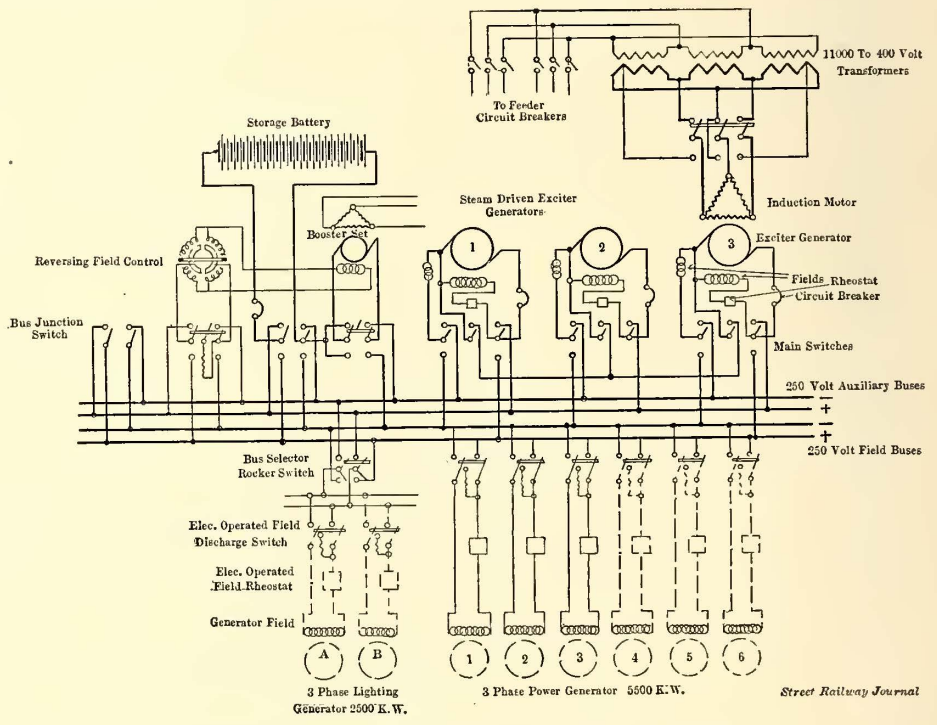 11000 To 400 Volt
Transformers
To Feeder
Circuit Breakers
Storage Battery
Steam Driven Exciter
Generators
Induction Motor
Booster Set
1
2
3
Exciter Generator
Reversing Field Control
Fields
Rheostat
Circuit Breaker
Bus Junction
Switch
Main Switches
250 Volt Auxiliary Buses
−
+
−
+
250 Volt Field Buses
Bus Selector
Rocker Switch
Elec. Operated Field
Discharge Switch
Elec. Operated
Field Rheostat
Generator Field
A
B
1
2
3
4
5
6
3 Phase Lighting
Generator 2500 K.W.
3 Phase Power Generator 5500 K.W.
Street Railway Journal